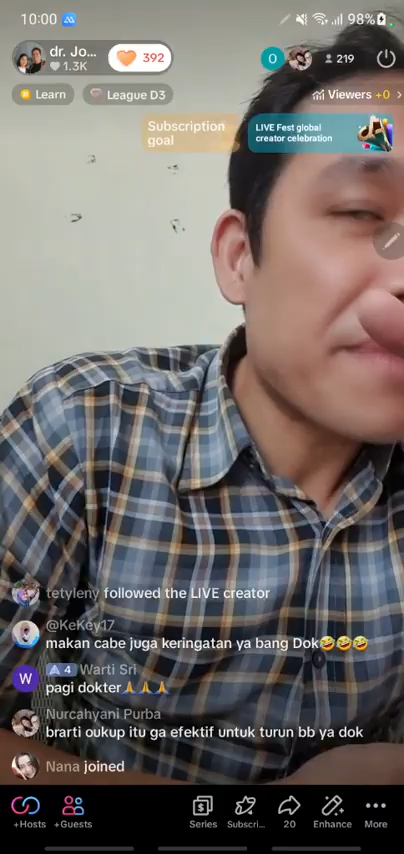 10:00
98%
dr. Jo...
1.3K
392
0
219
Learn
League D3
Viewers +0 >
Subscription
goal
LIVE Fest global
creator celebration
tetyleny followed the LIVE creator
@KeKey17
makan cabe juga keringatan ya bang Dok🤣🤣🤣
W
4 Warti Sri
pagi dokter🙏🙏🙏
Nurcahyani Purba
brarti oukup itu ga efektif untuk turun bb ya dok
Nana joined
+Hosts
+Guests
Series
Subscri...
20
Enhance
More